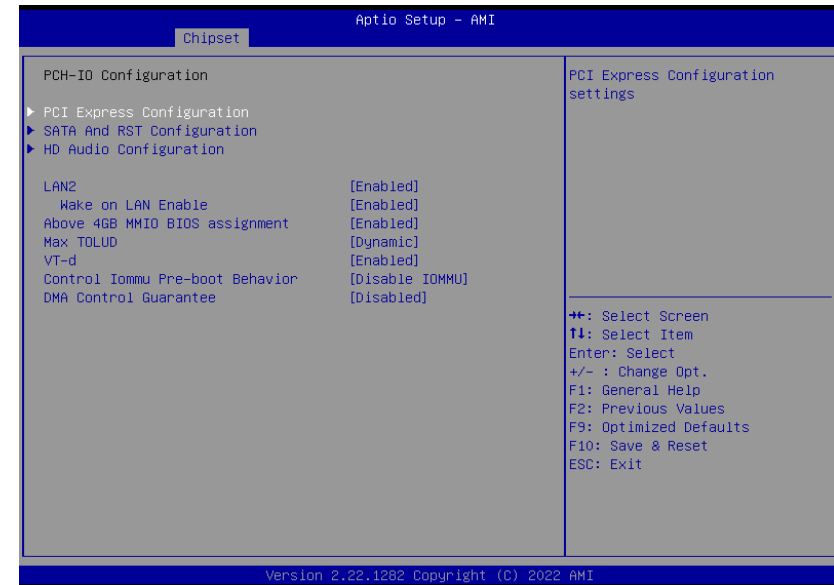 Aptio Setup – AMI
Chipset
PCH-IO Configuration
PCI Express Configuration
SATA And RST Configuration
HD Audio Configuration
LAN2 [Enabled]
Wake on LAN Enable [Enabled]
Above 4GB MMIO BIOS assignment [Enabled]
Max TOLUD [Dynamic]
VT-d [Enabled]
Control Iommu Pre-boot Behavior [Disable IOMMU]
DMA Control Guarantee [Disabled]
PCI Express Configuration
settings
→←: Select Screen
↑↓: Select Item
Enter: Select
+/- : Change Opt.
F1: General Help
F2: Previous Values
F9: Optimized Defaults
F10: Save & Reset
ESC: Exit
Version 2.22.1282 Copyright (C) 2022 AMI